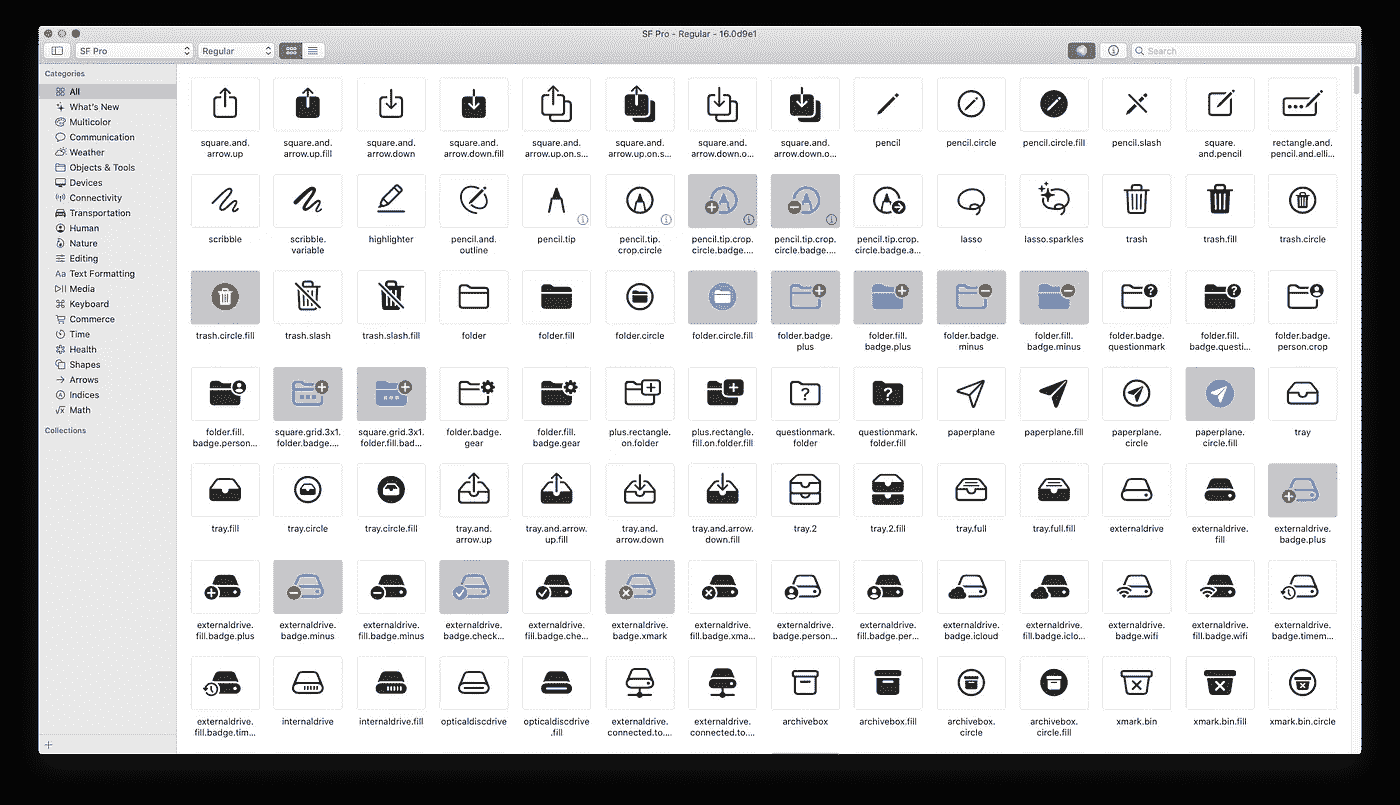 SF Pro – Regular – 16.0d9e1
SF Pro
Regular
Search
Categories
All
What's New
Multicolor
Communication
Weather
Objects & Tools
Devices
Connectivity
Transportation
Human
Nature
Editing
Aa Text Formatting
Media
Keyboard
Commerce
Time
Health
Shapes
Arrows
Indices
Math
Collections
square.and.
arrow.up
square.and.
arrow.up.fill
square.and.
arrow.down
square.and.
arrow.down.fill
square.and.
arrow.up.on.s...
square.and.
arrow.up.on.s...
square.and.
arrow.down.o...
square.and.
arrow.down.o...
pencil
pencil.circle
pencil.circle.fill
pencil.slash
square.
and.pencil
rectangle.and.
pencil.and.elli...
scribble
scribble.
variable
highlighter
pencil.and.
outline
pencil.tip
pencil.tip.
crop.circle
pencil.tip.crop.
circle.badge....
pencil.tip.crop.
circle.badge....
pencil.tip.crop.
circle.badge.a...
lasso
lasso.sparkles
trash
trash.fill
trash.circle
trash.circle.fill
trash.slash
trash.slash.fill
folder
folder.fill
folder.circle
folder.circle.fill
folder.badge.
plus
folder.fill.
badge.plus
folder.badge.
minus
folder.fill.
badge.minus
folder.badge.
questionmark
folder.fill.
badge.questi...
folder.badge.
person.crop
folder.fill.
badge.person...
square.grid.3x1.
folder.badge....
square.grid.3x1.
folder.fill.bad...
folder.badge.
gear
folder.fill.
badge.gear
plus.rectangle.
on.folder
plus.rectangle.
fill.on.folder.fill
questionmark.
folder
questionmark.
folder.fill
paperplane
paperplane.fill
paperplane.
circle
paperplane.
circle.fill
tray
tray.fill
tray.circle
tray.circle.fill
tray.and.
arrow.up
tray.and.arrow.
up.fill
tray.and.
arrow.down
tray.and.arrow.
down.fill
tray.2
tray.2.fill
tray.full
tray.full.fill
externaldrive
externaldrive.
fill
externaldrive.
badge.plus
externaldrive.
fill.badge.plus
externaldrive.
badge.minus
externaldrive.
fill.badge.minus
externaldrive.
badge.check...
externaldrive.
fill.badge.che...
externaldrive.
badge.xmark
externaldrive.
fill.badge.xma...
externaldrive.
badge.person...
externaldrive.
fill.badge.per...
externaldrive.
badge.icloud
externaldrive.
fill.badge.iclo...
externaldrive.
badge.wifi
externaldrive.
fill.badge.wifi
externaldrive.
badge.timem...
externaldrive.
fill.badge.tim...
internaldrive
internaldrive.fill
opticaldiscdrive
opticaldiscdrive
.fill
externaldrive.
connected.to....
externaldrive.
connected.to....
archivebox
archivebox.fill
archivebox.
circle
archivebox.
circle.fill
xmark.bin
xmark.bin.fill
xmark.bin.circle